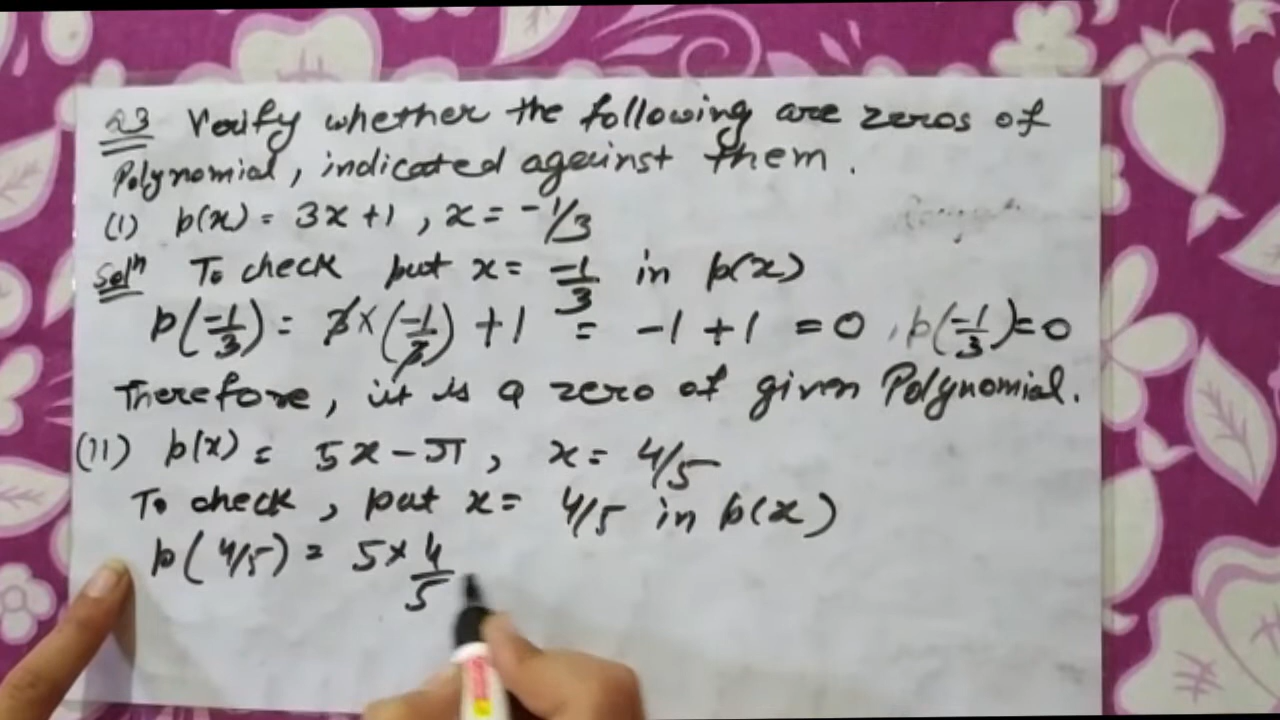 Q3 Verify whether the following are zeros of
Polynomial, indicated against them.
(1) p(x) = 3x+1, x = -1/3
Solⁿ To check put x = -1/3 in p(x)
p(-1/3) = 3×(-1/3) + 1 = -1 + 1 = 0, p(-1/3)=0
Therefore, it is a zero of given Polynomial.
(11) p(x) = 5x-π, x= 4/5
To check, put x= 4/5 in p(x)
p(4/5) = 5×4/5